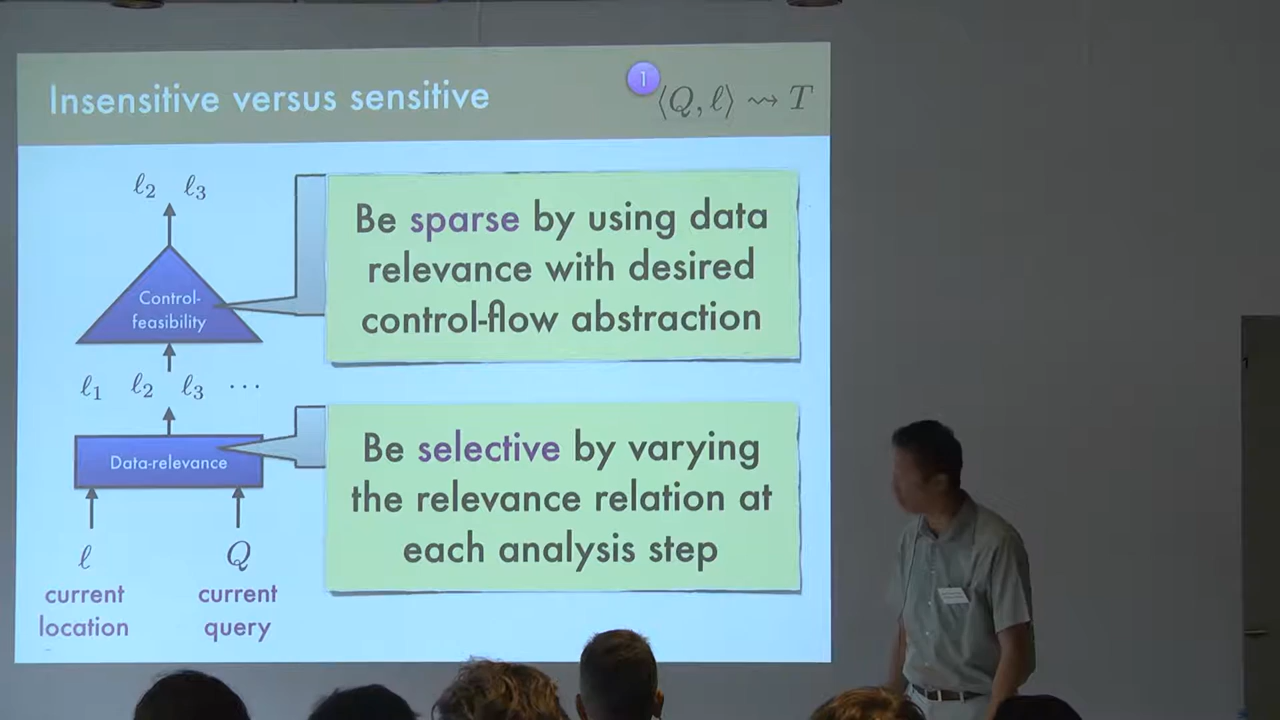 Insensitive versus sensitive
1
⟨Q, ℓ⟩ ⇝ T
ℓ2 ℓ3
Control-
feasibility
ℓ1 ℓ2 ℓ3 ···
Data-relevance
ℓ
current
location
Q
current
query
Be sparse by using data
relevance with desired
control-flow abstraction
Be selective by varying
the relevance relation at
each analysis step